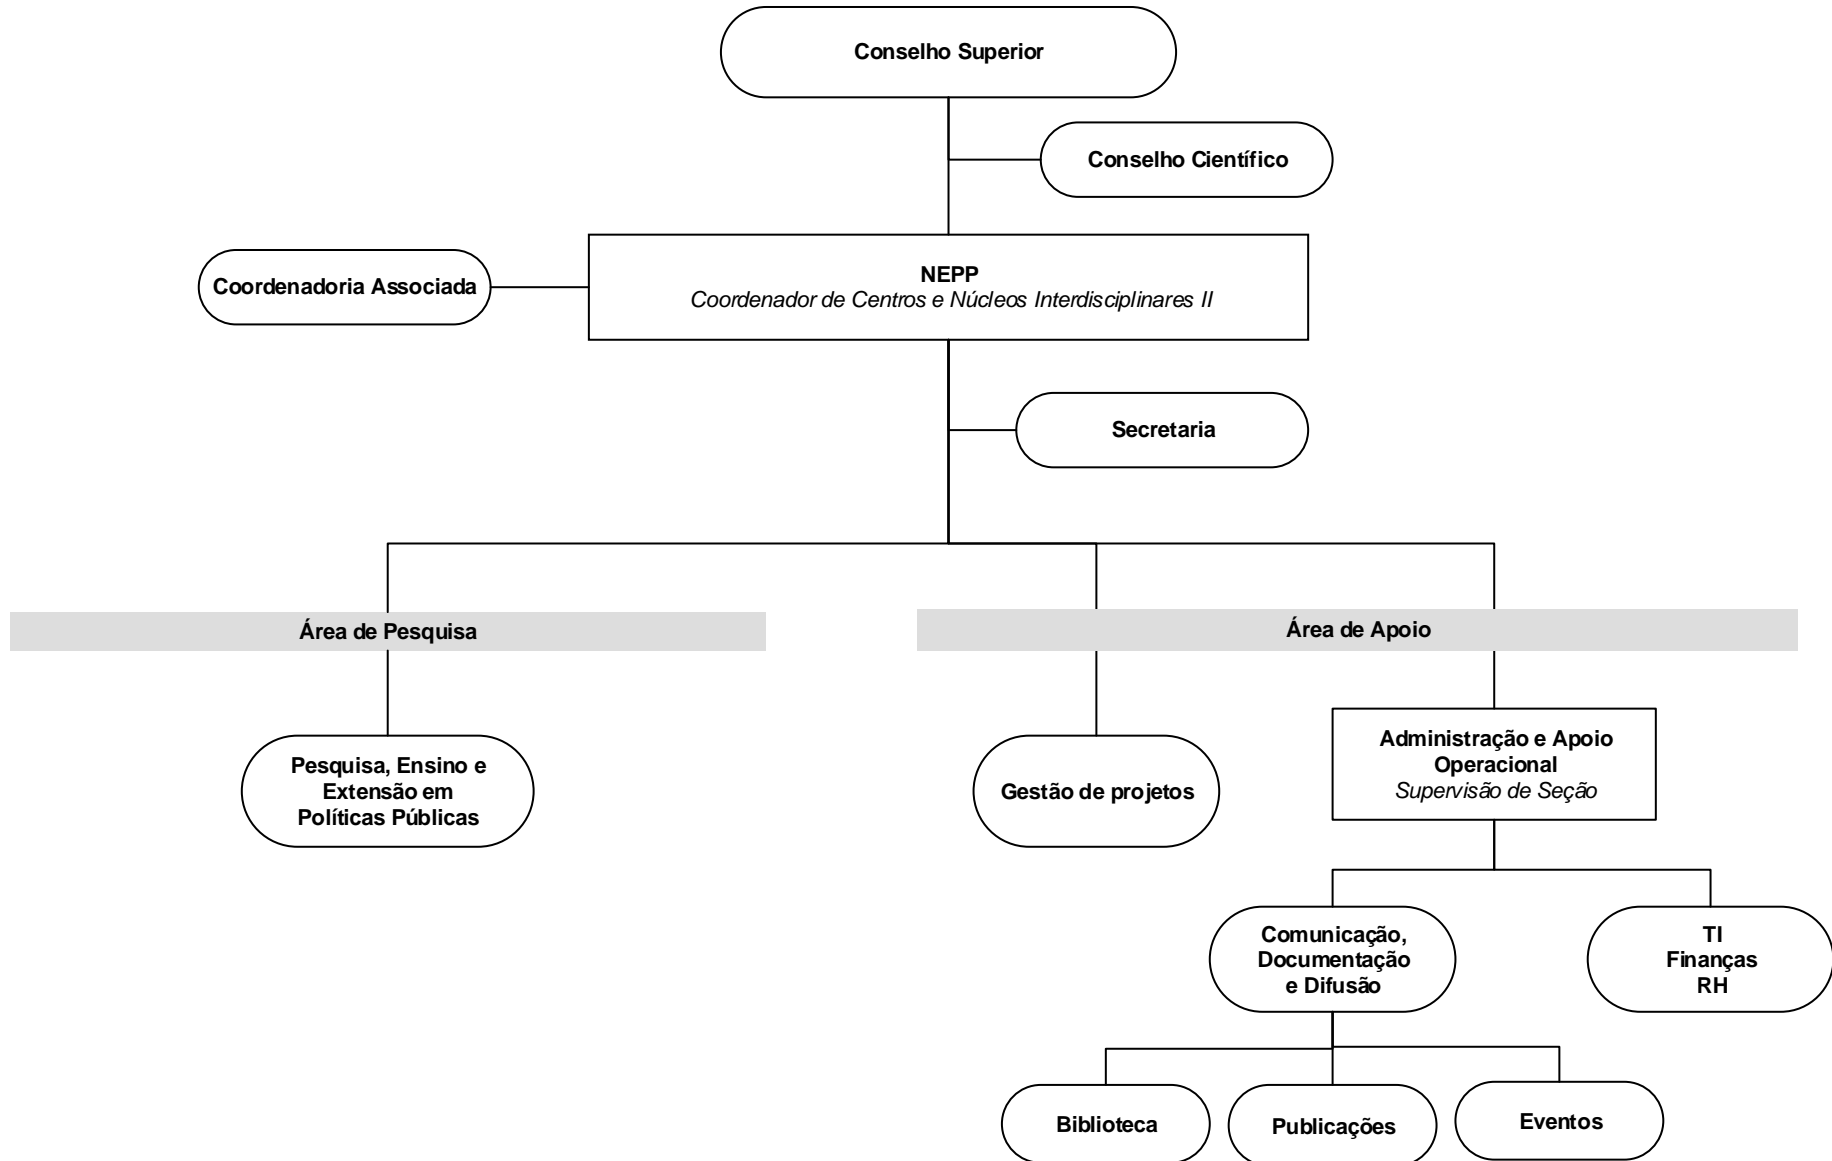 Conselho Superior
Conselho Científico
Coordenadoria Associada
NEPP
Coordenador de Centros e Núcleos Interdisciplinares II
Secretaria
Área de Pesquisa
Área de Apoio
Pesquisa, Ensino e
Extensão em
Políticas Públicas
Gestão de projetos
Administração e Apoio
Operacional
Supervisão de Seção
Comunicação,
Documentação
e Difusão
TI
Finanças
RH
Biblioteca
Publicações
Eventos